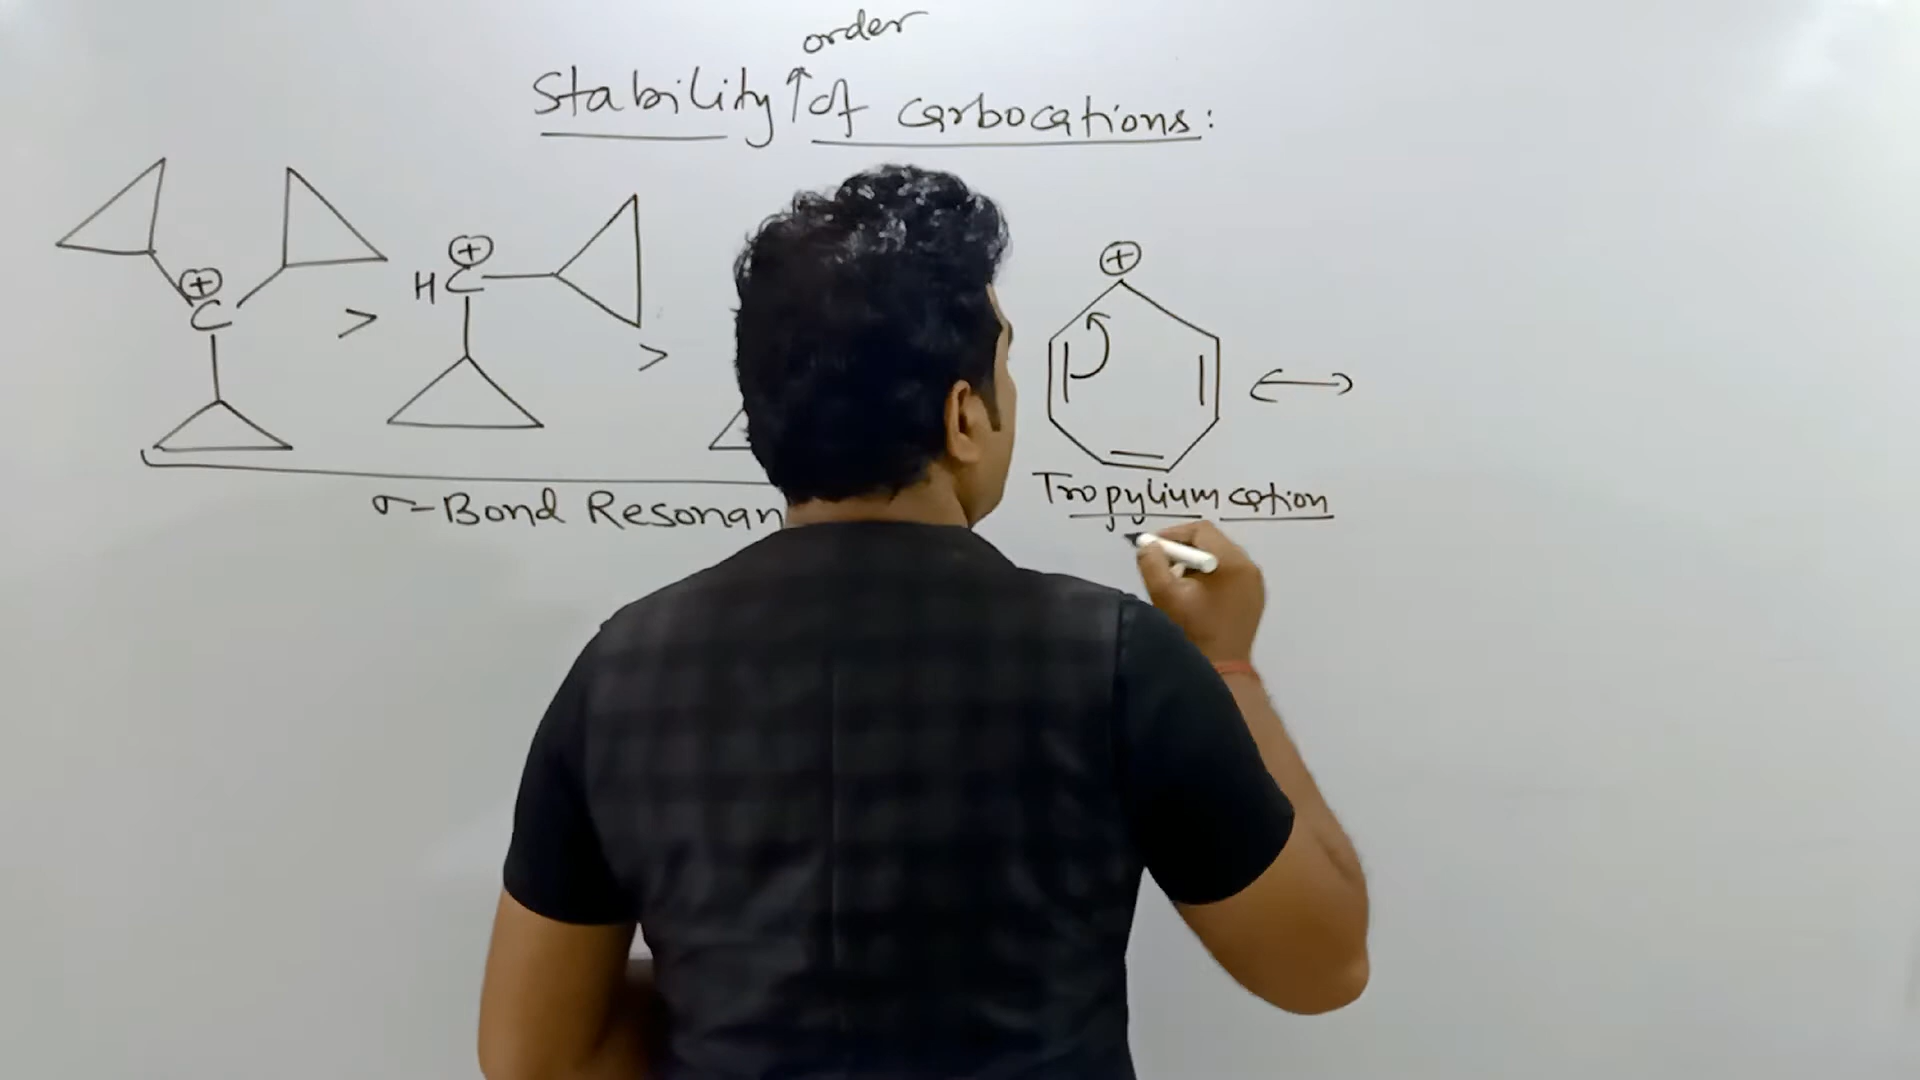 order
Stability of carbocations:
⊕
C
>
⊕
H C
>
⊕
σ-Bond Resonan
Tropylium cation